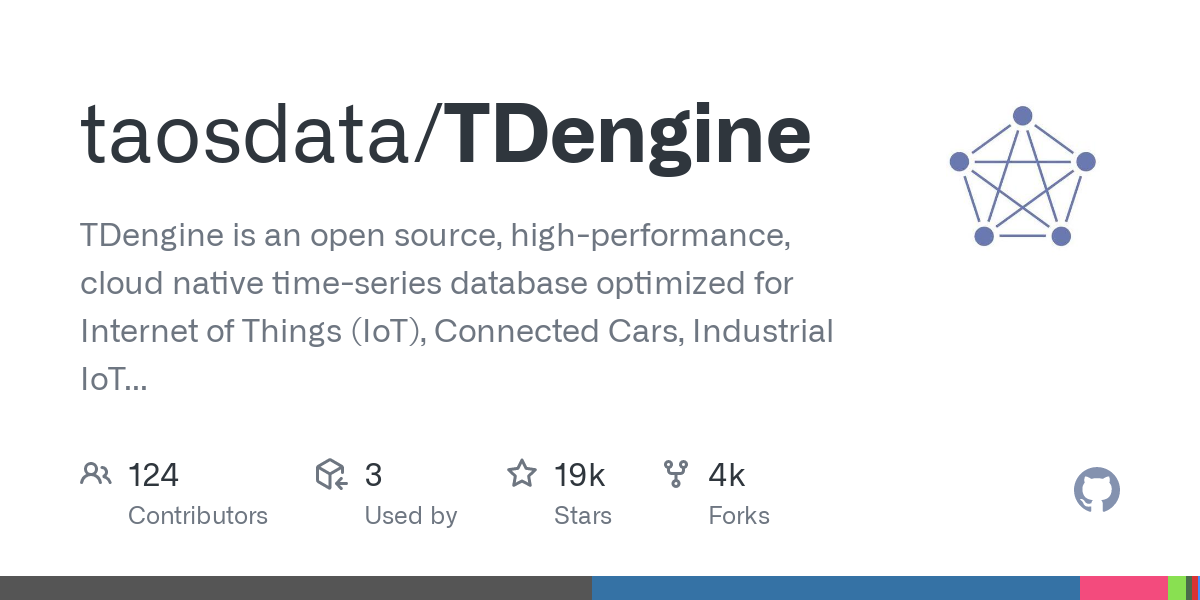 taosdata/TDengine
TDengine is an open source, high-performance,
cloud native time-series database optimized for
Internet of Things (IoT), Connected Cars, Industrial
IoT...
124 3 19k 4k
Contributors Used by Stars Forks